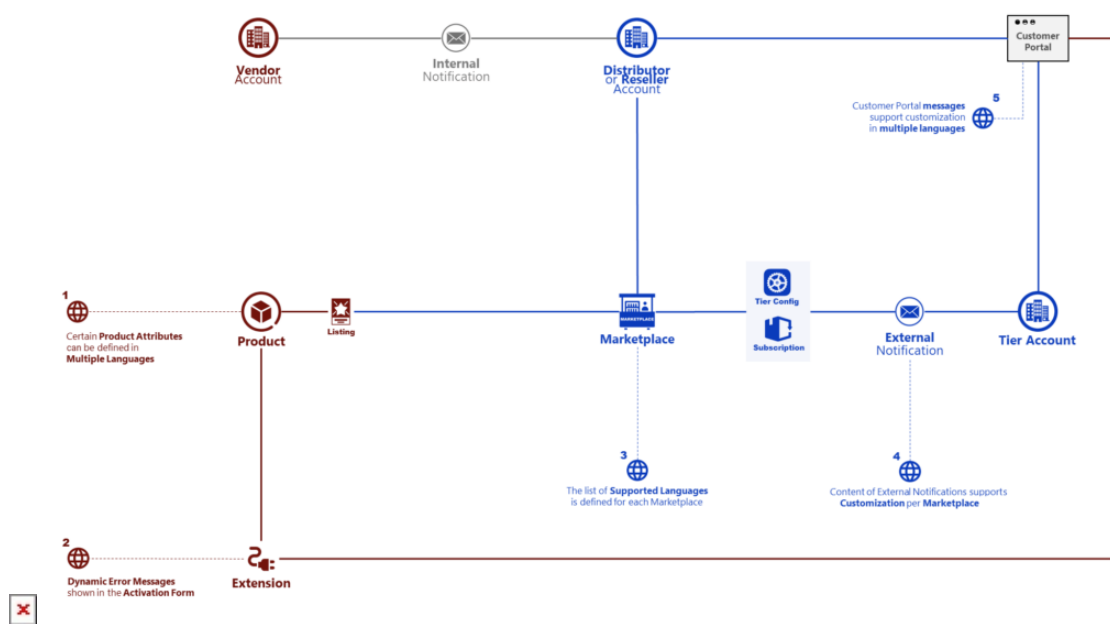 Vendor
Account
Internal
Notification
Distributor
or Reseller
Account
Customer
Portal
5
Customer Portal messages
support customization
in multiple languages
1
Certain Product Attributes
can be defined in
Multiple Languages
Product
Listing
MARKETPLACE
Marketplace
Tier Config
Subscription
External
Notification
Tier Account
3
The list of Supported Languages
is defined for each Marketplace
4
Content of External Notifications supports
Customization per Marketplace
2
Dynamic Error Messages
shown in the Activation Form
Extension